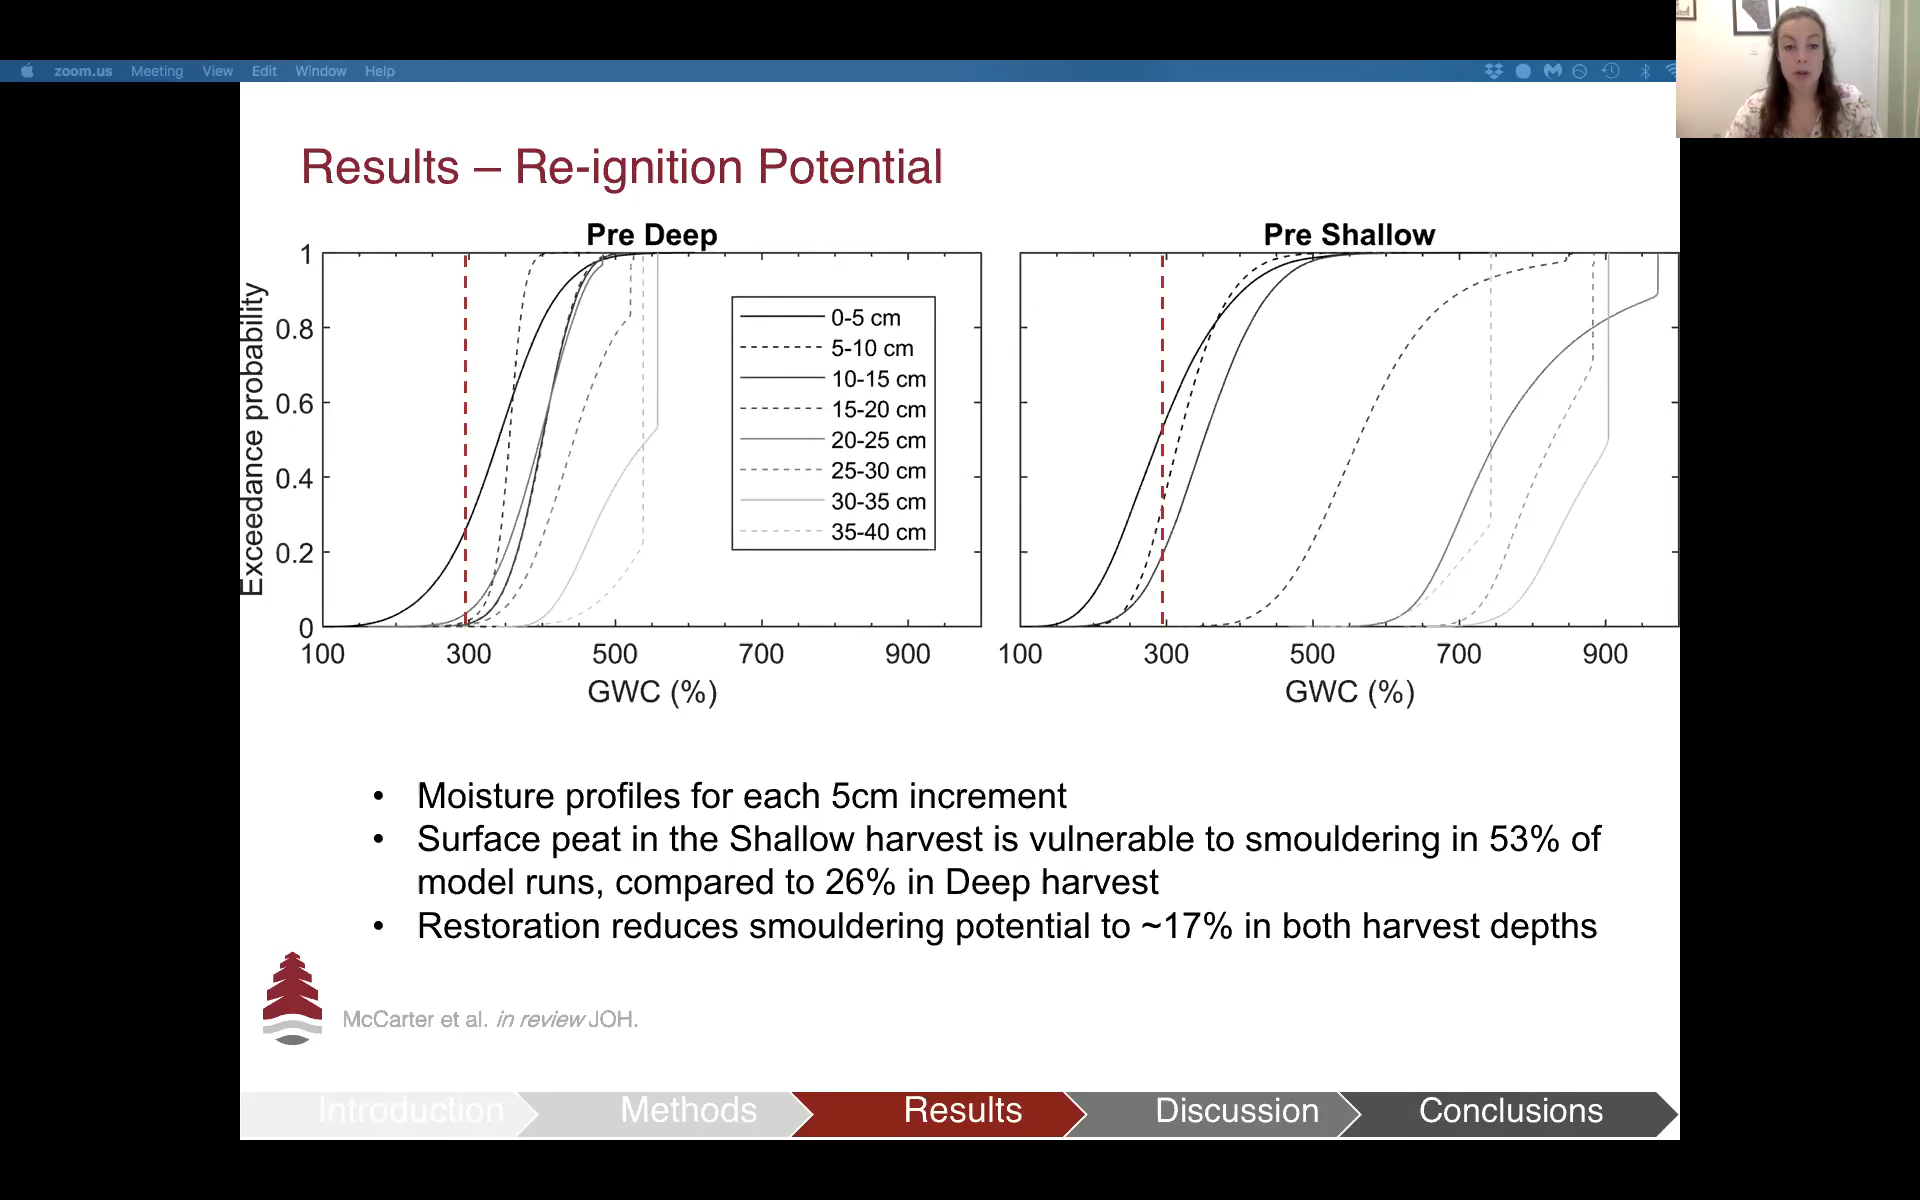 zoom.us Meeting View Edit Window Help
Results – Re-ignition Potential
Pre Deep
Pre Shallow
Exceedance probability
1
0.8
0.6
0.4
0.2
0
0-5 cm
5-10 cm
10-15 cm
15-20 cm
20-25 cm
25-30 cm
30-35 cm
35-40 cm
100 300 500 700 900
100 300 500 700 900
GWC (%)
GWC (%)
• Moisture profiles for each 5cm increment
• Surface peat in the Shallow harvest is vulnerable to smouldering in 53% of
model runs, compared to 26% in Deep harvest
• Restoration reduces smouldering potential to ~17% in both harvest depths
McCarter et al. in review JOH.
Introduction Methods Results Discussion Conclusions